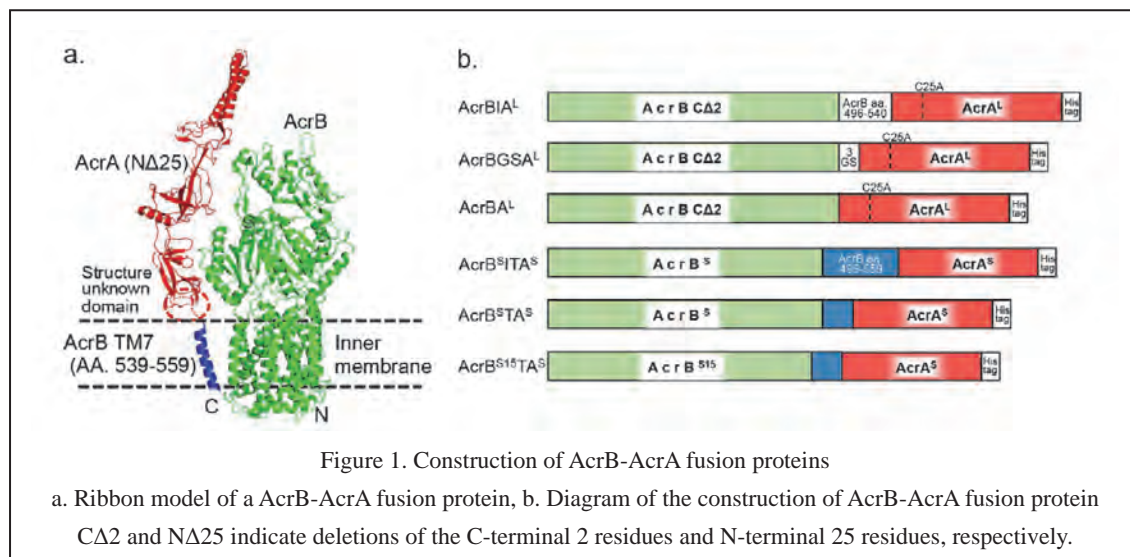 a.
AcrB
AcrA (NΔ25)
Structure
unknown
domain
AcrB TM7
(AA. 539-559)
Inner
membrane
C
N
b.
AcrBIA^L
AcrB CΔ2
AcrB aa.
496-540
C25A
AcrA^L
His
tag
AcrBGSA^L
AcrB CΔ2
3
GS
C25A
AcrA^L
His
tag
AcrBA^L
AcrB CΔ2
C25A
AcrA^L
His
tag
AcrB^SITA^S
AcrB^S
AcrB aa.
AcrA^S
His
tag
AcrB^STA^S
AcrB^S
AcrA^S
His
tag
AcrB^S15TA^S
AcrB^S15
AcrA^S
His
tag
Figure 1. Construction of AcrB-AcrA fusion proteins
a. Ribbon model of a AcrB-AcrA fusion protein, b. Diagram of the construction of AcrB-AcrA fusion protein
CΔ2 and NΔ25 indicate deletions of the C-terminal 2 residues and N-terminal 25 residues, respectively.